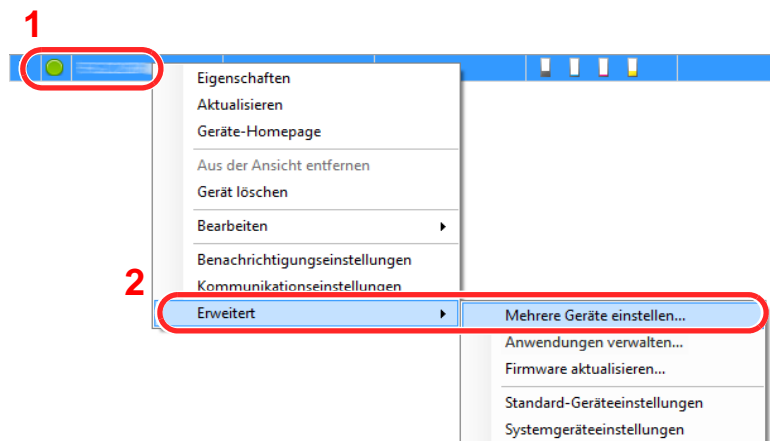 1
Eigenschaften
Aktualisieren
Geräte-Homepage
Aus der Ansicht entfernen
Gerät löschen
Bearbeiten
Benachrichtigungseinstellungen
2
Kommunikationseinstellungen
Erweitert
Mehrere Geräte einstellen...
Anwendungen verwalten...
Firmware aktualisieren...
Standard-Geräteeinstellungen
Systemgeräteeinstellungen